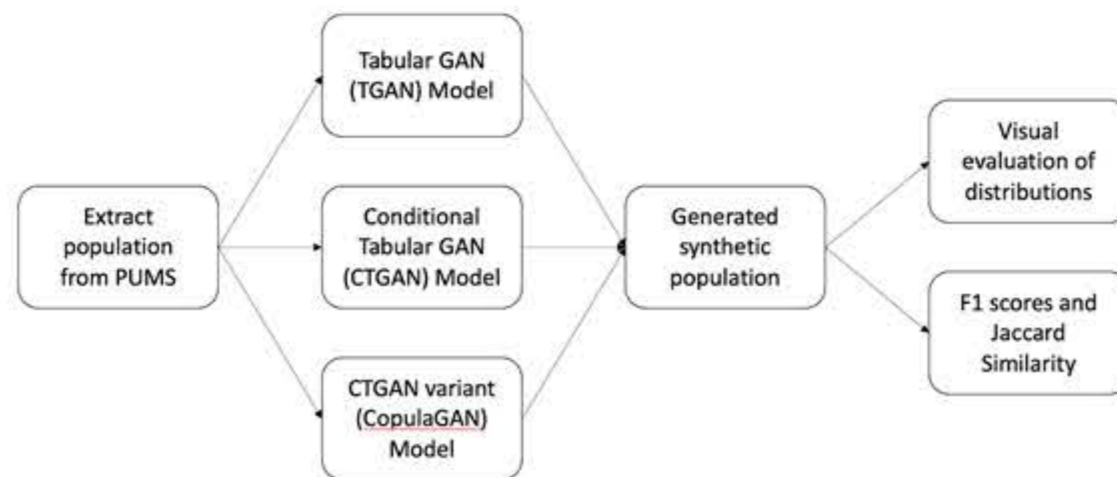 Tabular GAN
(TGAN) Model
Extract
population
from PUMS
Conditional
Tabular GAN
(CTGAN) Model
CTGAN variant
(CopulaGAN)
Model
Generated
synthetic
population
Visual
evaluation of
distributions
F1 scores and
Jaccard
Similarity